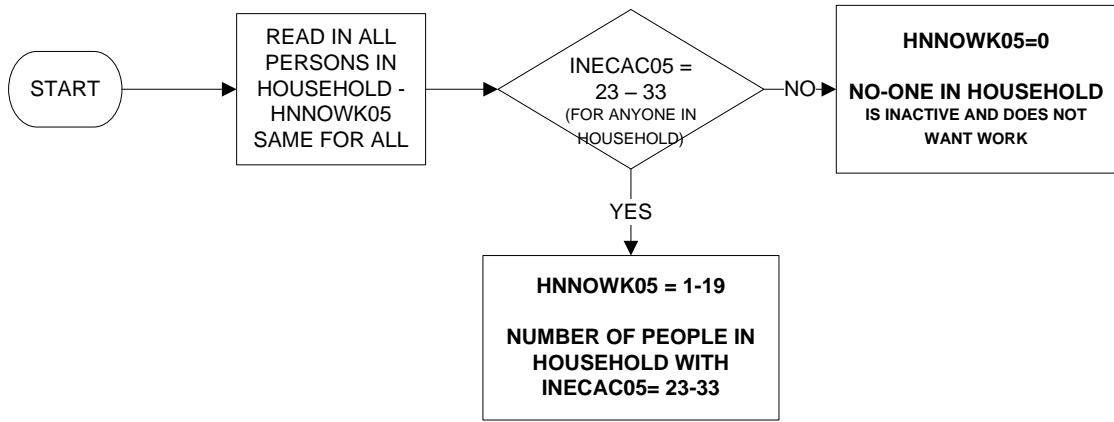 START
READ IN ALL
PERSONS IN
HOUSEHOLD -
HNNOWK05
SAME FOR ALL
INECAC05 =
23 – 33
(FOR ANYONE IN
HOUSEHOLD)
NO
HNNOWK05=0
NO-ONE IN HOUSEHOLD
IS INACTIVE AND DOES NOT
WANT WORK
YES
HNNOWK05 = 1-19
NUMBER OF PEOPLE IN
HOUSEHOLD WITH
INECAC05= 23-33